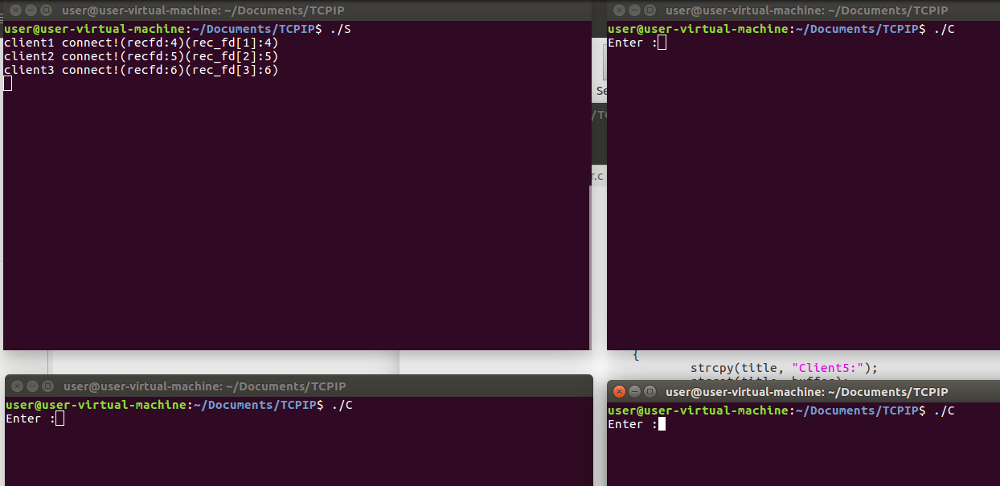 user@user-virtual-machine: ~/Documents/TCPIP
user@user-virtual-machine:~/Documents/TCPIP$ ./S
client1 connect!(recfd:4)(rec_fd[1]:4)
client2 connect!(recfd:5)(rec_fd[2]:5)
client3 connect!(recfd:6)(rec_fd[3]:6)
user@user-virtual-machine: ~/Documents/TCPIP
user@user-virtual-machine:~/Documents/TCPIP$ ./C
Enter :
Se
/TC
r.c
{
strcpy(title, "Client5:");
user@user-virtual-machine: ~/Documents/TCPIP
user@user-virtual-machine:~/Documents/TCPIP$ ./C
Enter :
user@user-virtual-machine: ~/Documents/TCPIP
user@user-virtual-machine:~/Documents/TCPIP$ ./C
Enter :